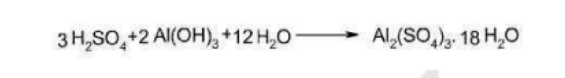 3 H₂SO₄+2 Al(OH)₃+12 H₂O ⟶ Al₂(SO₄)₃. 18 H₂O